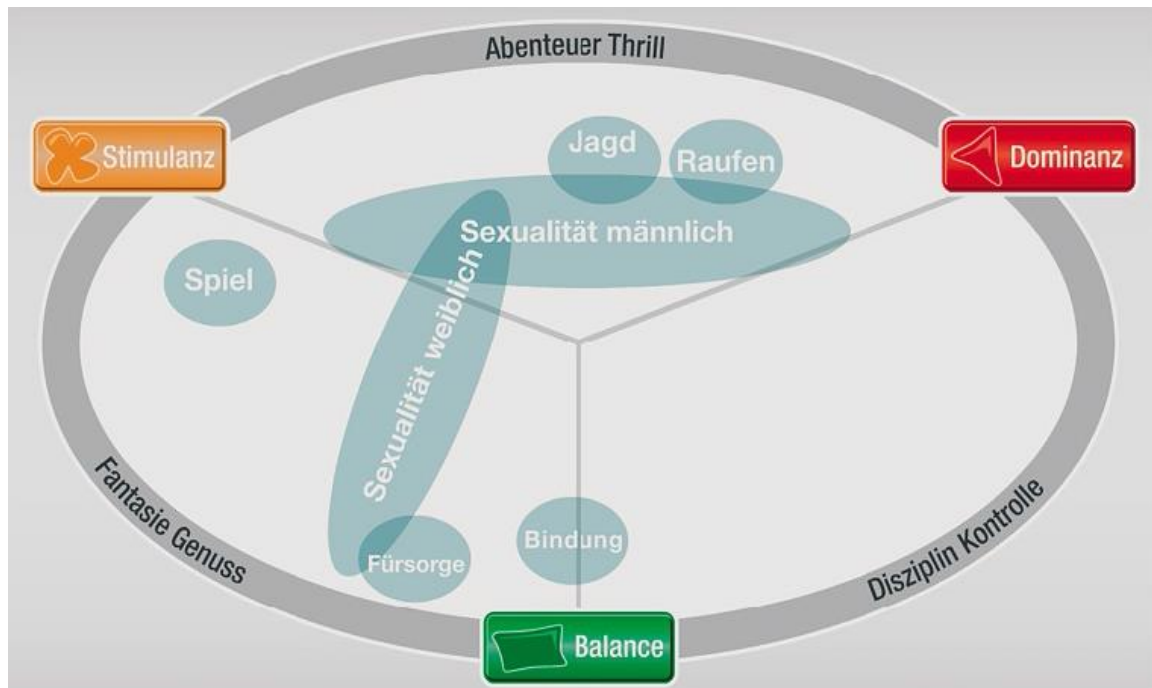 Abenteuer Thrill
Stimulanz
Dominanz
Jagd
Raufen
Sexualität männlich
Spiel
Sexualität weiblich
Fantasie Genuss
Fürsorge
Bindung
Disziplin Kontrolle
Balance